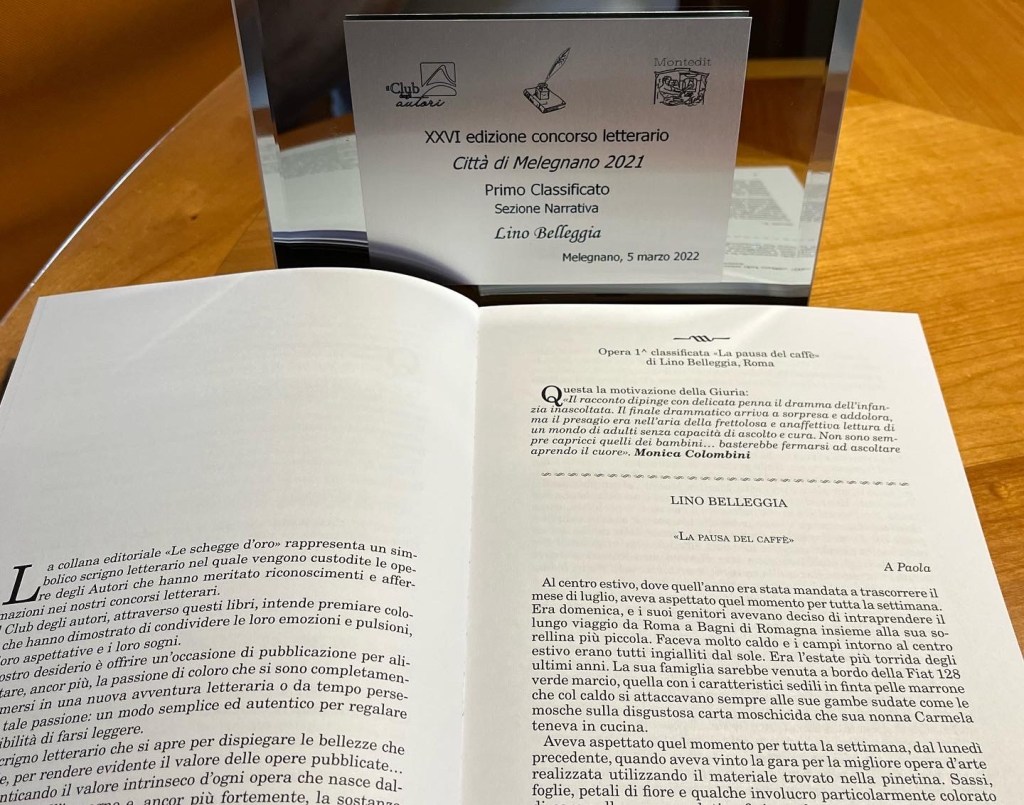 il Club
autori
Montedit
XXVI edizione concorso letterario
Città di Melegnano 2021
Primo Classificato
Sezione Narrativa
Lino Belleggia
Melegnano, 5 marzo 2022
La collana editoriale «Le schegge d'oro» rappresenta un sim-
bolico scrigno letterario nel quale vengono custodite le ope-
re degli Autori che hanno meritato riconoscimenti e affer-
mazioni nei nostri concorsi letterari.
Club degli autori, attraverso questi libri, intende premiare colo-
che hanno dimostrato di condividere le loro emozioni e pulsioni,
loro aspettative e i loro sogni.
nostro desiderio è offrire un'occasione di pubblicazione per ali-
tare, ancor più, la passione di coloro che si sono completamen-
mersi in una nuova avventura letteraria o da tempo perse-
tale passione: un modo semplice ed autentico per regalare
ibilità di farsi leggere.
scrigno letterario che si apre per dispiegare le bellezze che
e, per rendere evidente il valore delle opere pubblicate...
nticando il valore intrinseco d'ogni opera che nasce dal-
e, ancor più fortemente, la sostanza
Opera 1^ classificata «La pausa del caffè»
di Lino Belleggia, Roma
Questa la motivazione della Giuria:
«Il racconto dipinge con delicata penna il dramma dell'infan-
zia inascoltata. Il finale drammatico arriva a sorpresa e addolora,
ma il presagio era nell'aria della frettolosa e anaffettiva lettura di
un mondo di adulti senza capacità di ascolto e cura. Non sono sem-
pre capricci quelli dei bambini... basterebbe fermarsi ad ascoltare
aprendo il cuore». Monica Colombini
LINO BELLEGGIA
«LA PAUSA DEL CAFFÈ»
A Paola
Al centro estivo, dove quell'anno era stata mandata a trascorrere il
mese di luglio, aveva aspettato quel momento per tutta la settimana.
Era domenica, e i suoi genitori avevano deciso di intraprendere il
lungo viaggio da Roma a Bagni di Romagna insieme alla sua so-
rellina più piccola. Faceva molto caldo e i campi intorno al centro
estivo erano tutti ingialliti dal sole. Era l'estate più torrida degli
ultimi anni. La sua famiglia sarebbe venuta a bordo della Fiat 128
verde marcio, quella con i caratteristici sedili in finta pelle marrone
che col caldo si attaccavano sempre alle sue gambe sudate come le
mosche sulla disgustosa carta moschicida che sua nonna Carmela
teneva in cucina.
Aveva aspettato quel momento per tutta la settimana, dal lunedì
precedente, quando aveva vinto la gara per la migliore opera d'arte
realizzata utilizzando il materiale trovato nella pinetina. Sassi,
foglie, petali di fiore e qualche involucro particolarmente colorato